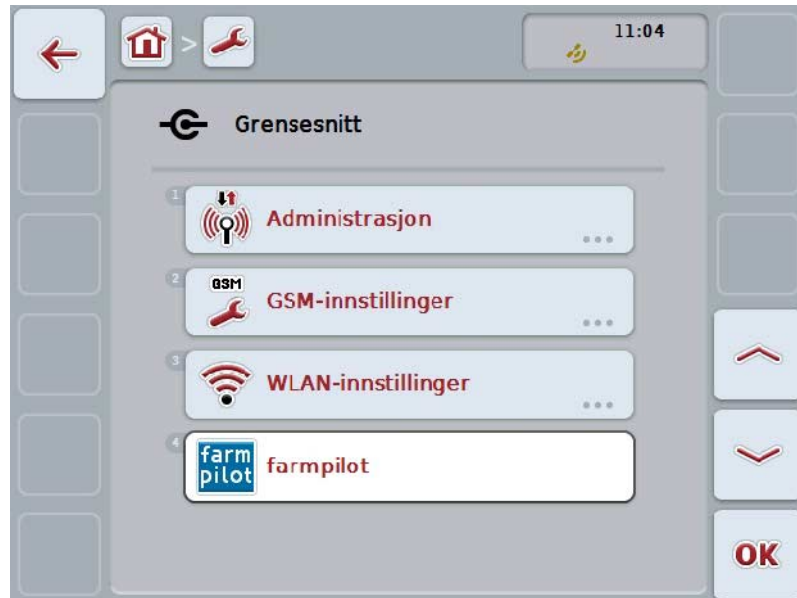 >
11:04
Grensesnitt
1
Administrasjon
2
GSM
GSM-innstillinger
3
WLAN-innstillinger
4
farm
pilot
farmpilot
OK